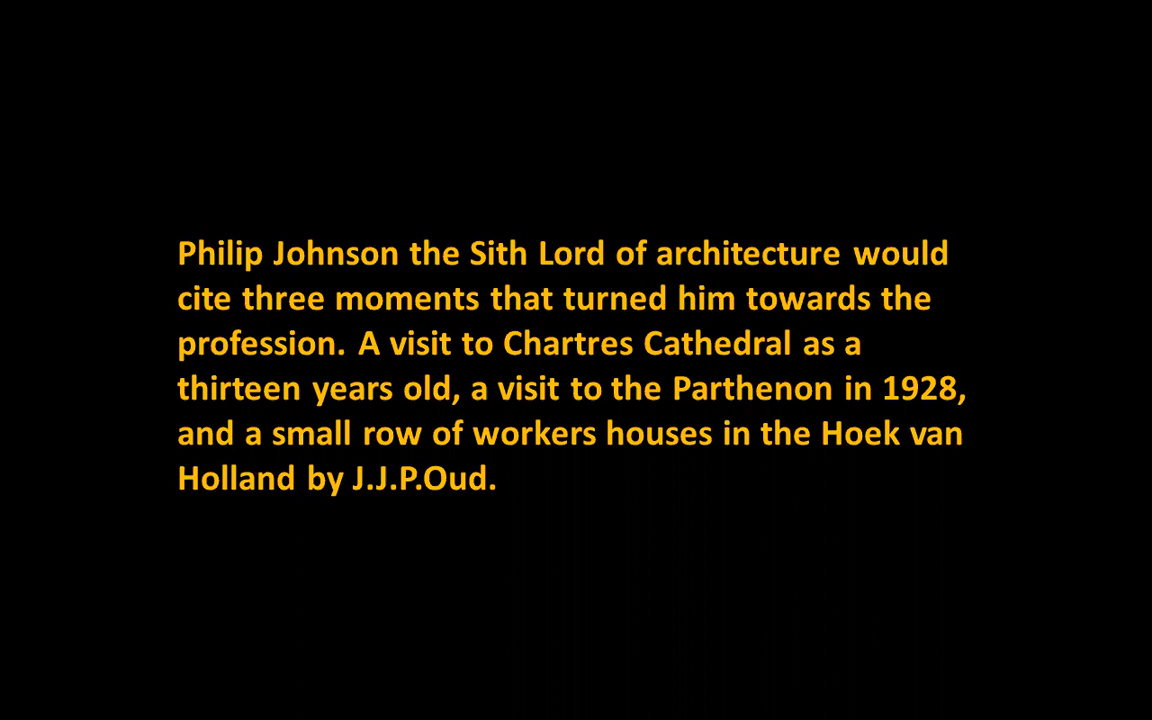 Philip Johnson the Sith Lord of architecture would
cite three moments that turned him towards the
profession. A visit to Chartres Cathedral as a
thirteen years old, a visit to the Parthenon in 1928,
and a small row of workers houses in the Hoek van
Holland by J.J.P.Oud.